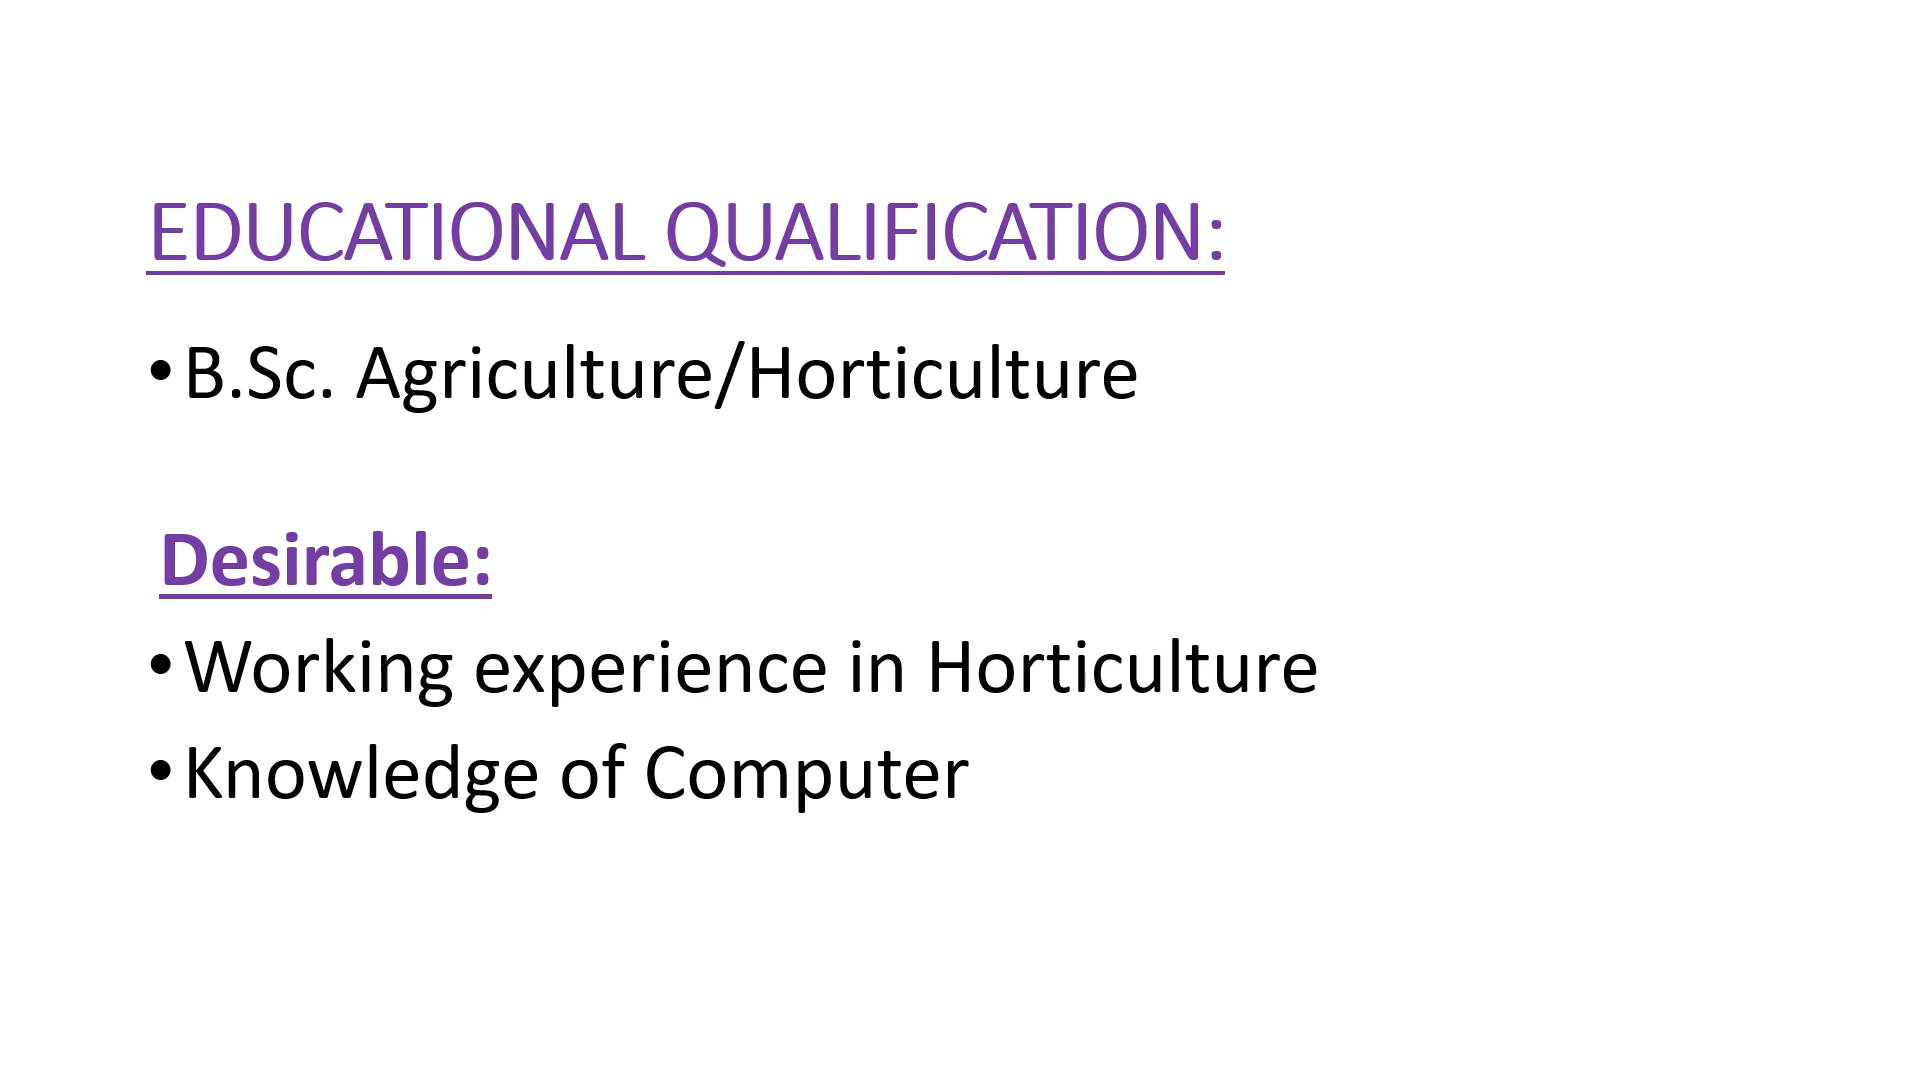 EDUCATIONAL QUALIFICATION:
•B.Sc. Agriculture/Horticulture
Desirable:
•Working experience in Horticulture
•Knowledge of Computer